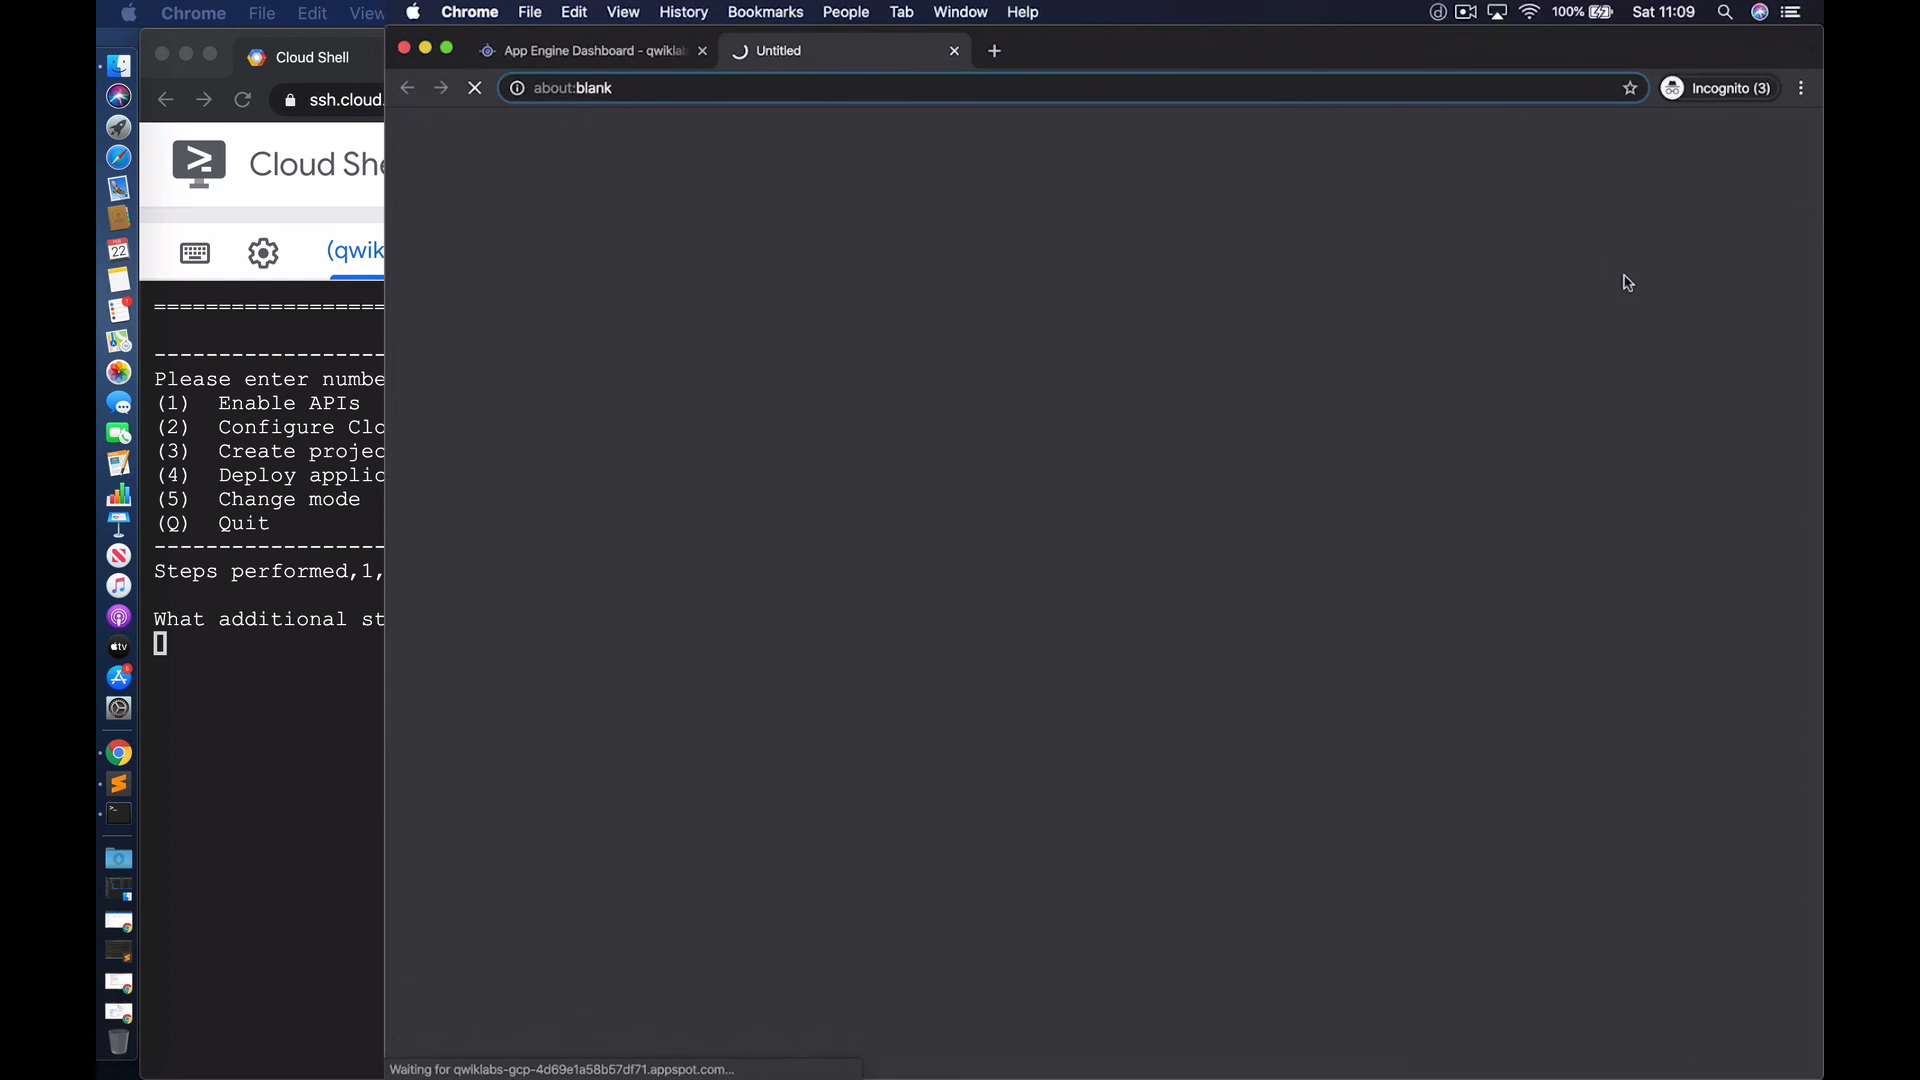 Chrome File Edit View
Chrome File Edit View History Bookmarks People Tab Window Help
100% Sat 11:09
Cloud Shell
App Engine Dashboard - qwikla
Untitled
ssh.cloud.
about:blank
Incognito (3)
Cloud She
(qwik
===================
-------------------
Please enter numbe
(1) Enable APIs
(2) Configure Clo
(3) Create projec
(4) Deploy applic
(5) Change mode
(Q) Quit
-------------------
Steps performed,1,
What additional st
22
tv
Waiting for qwiklabs-gcp-4d69e1a58b57df71.appspot.com...